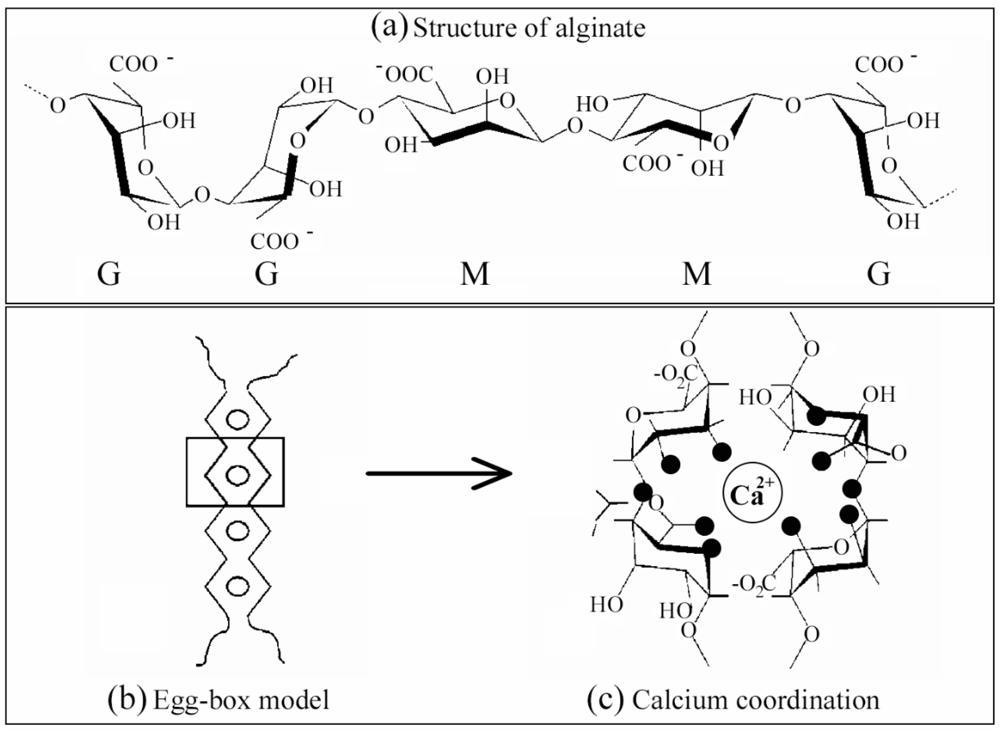 (a) Structure of alginate
COO -
-OOC
OH
COO -
OH
O
OH
O
HO
O
O
O
OH
OH
O
OH
O
O
OH
O
O
COO -
OH
OH
O
OH
OH
COO -
G
G
M
M
G
O
O
-O2C
HO
OH
O
O
Ca2+
O
O
-O2C
HO
HO
O
O
(b) Egg-box model
(c) Calcium coordination